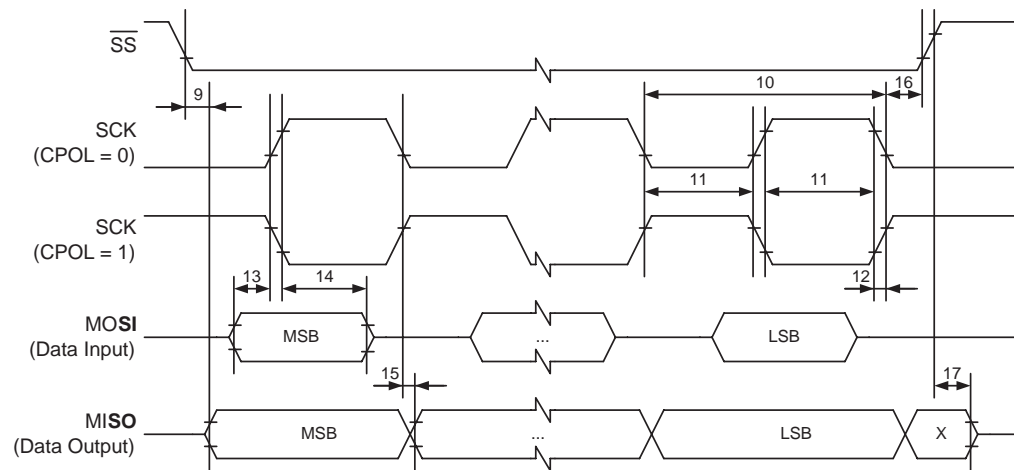 SS
9
10
16
SCK
(CPOL = 0)
11
11
SCK
(CPOL = 1)
13
14
12
MOSI
(Data Input)
MSB
...
LSB
15
17
MISO
(Data Output)
MSB
...
LSB
X